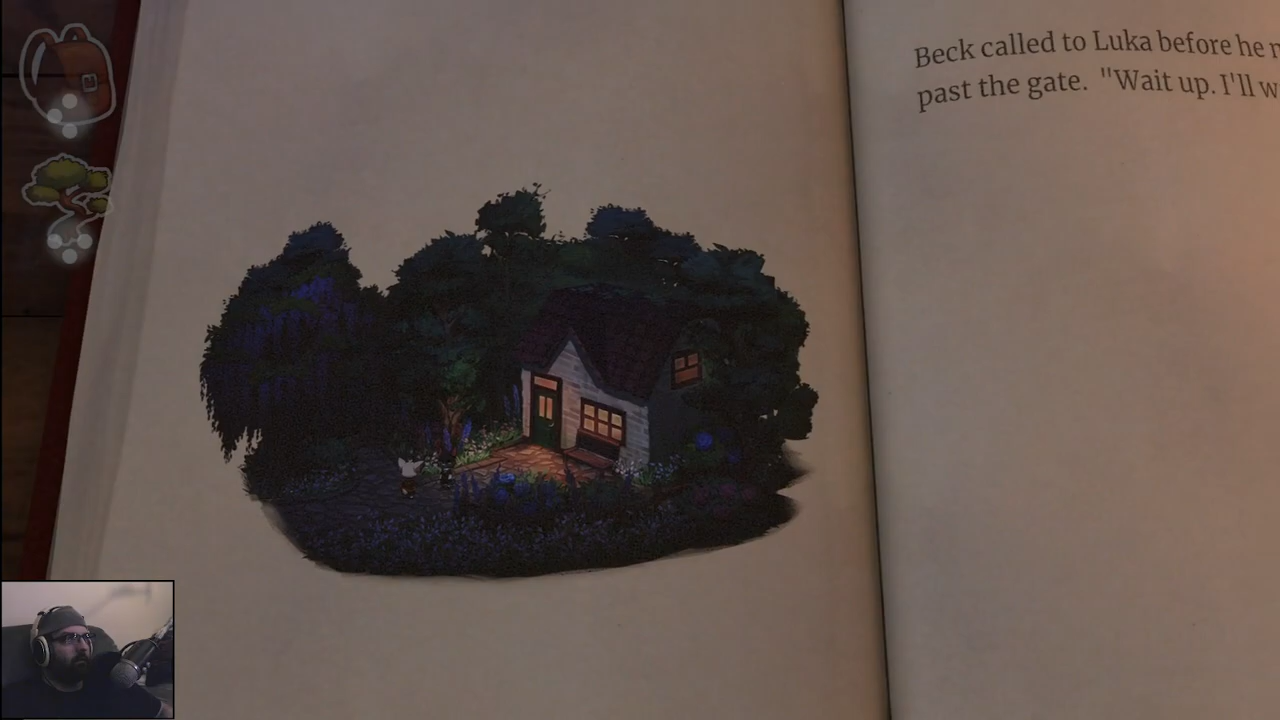 Beck called to Luka before he
past the gate. "Wait up. I'll